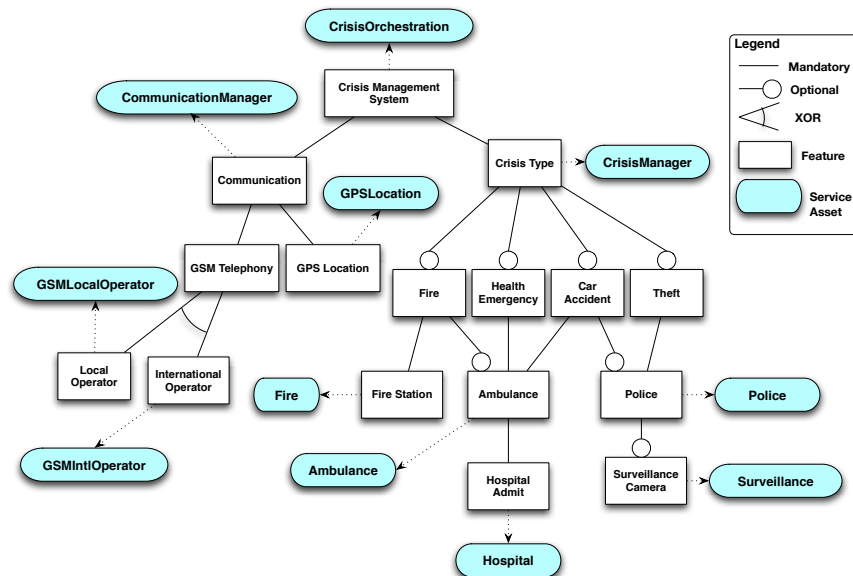 CrisisOrchestration
Legend
Mandatory
Optional
XOR
Feature
Service
Asset
Crisis Management
System
CommunicationManager
Communication
Crisis Type
CrisisManager
GPSLocation
GSM Telephony
GPS Location
GSMLocalOperator
Fire
Health
Emergency
Car
Accident
Theft
Local
Operator
International
Operator
Fire
Fire Station
Ambulance
Police
Police
GSMIntlOperator
Ambulance
Hospital
Admit
Surveillance
Camera
Surveillance
Hospital